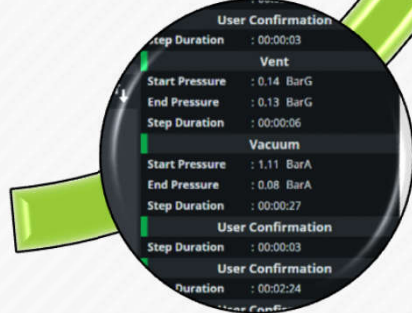 User Confirmation
Step Duration : 00:00:03
Vent
Start Pressure : 0.14 BarG
End Pressure : 0.13 BarG
Step Duration : 00:00:06
Vacuum
Start Pressure : 1.11 BarA
End Pressure : 0.08 BarA
Step Duration : 00:00:27
User Confirmation
Step Duration : 00:00:03
User Confirmation
Duration : 00:02:24